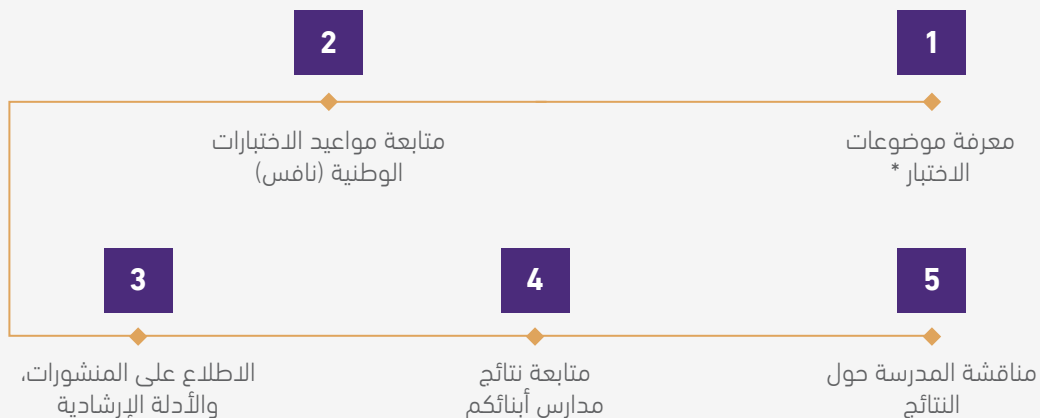 1
معرفة موضوعات
الاختبار *
2
متابعة مواعيد الاختبارات
الوطنية (نافس)
3
الاطلاع على المنشورات،
والأدلة الإرشادية
4
متابعة نتائج
مدارس أبنائكم
5
مناقشة المدرسة حول
النتائج